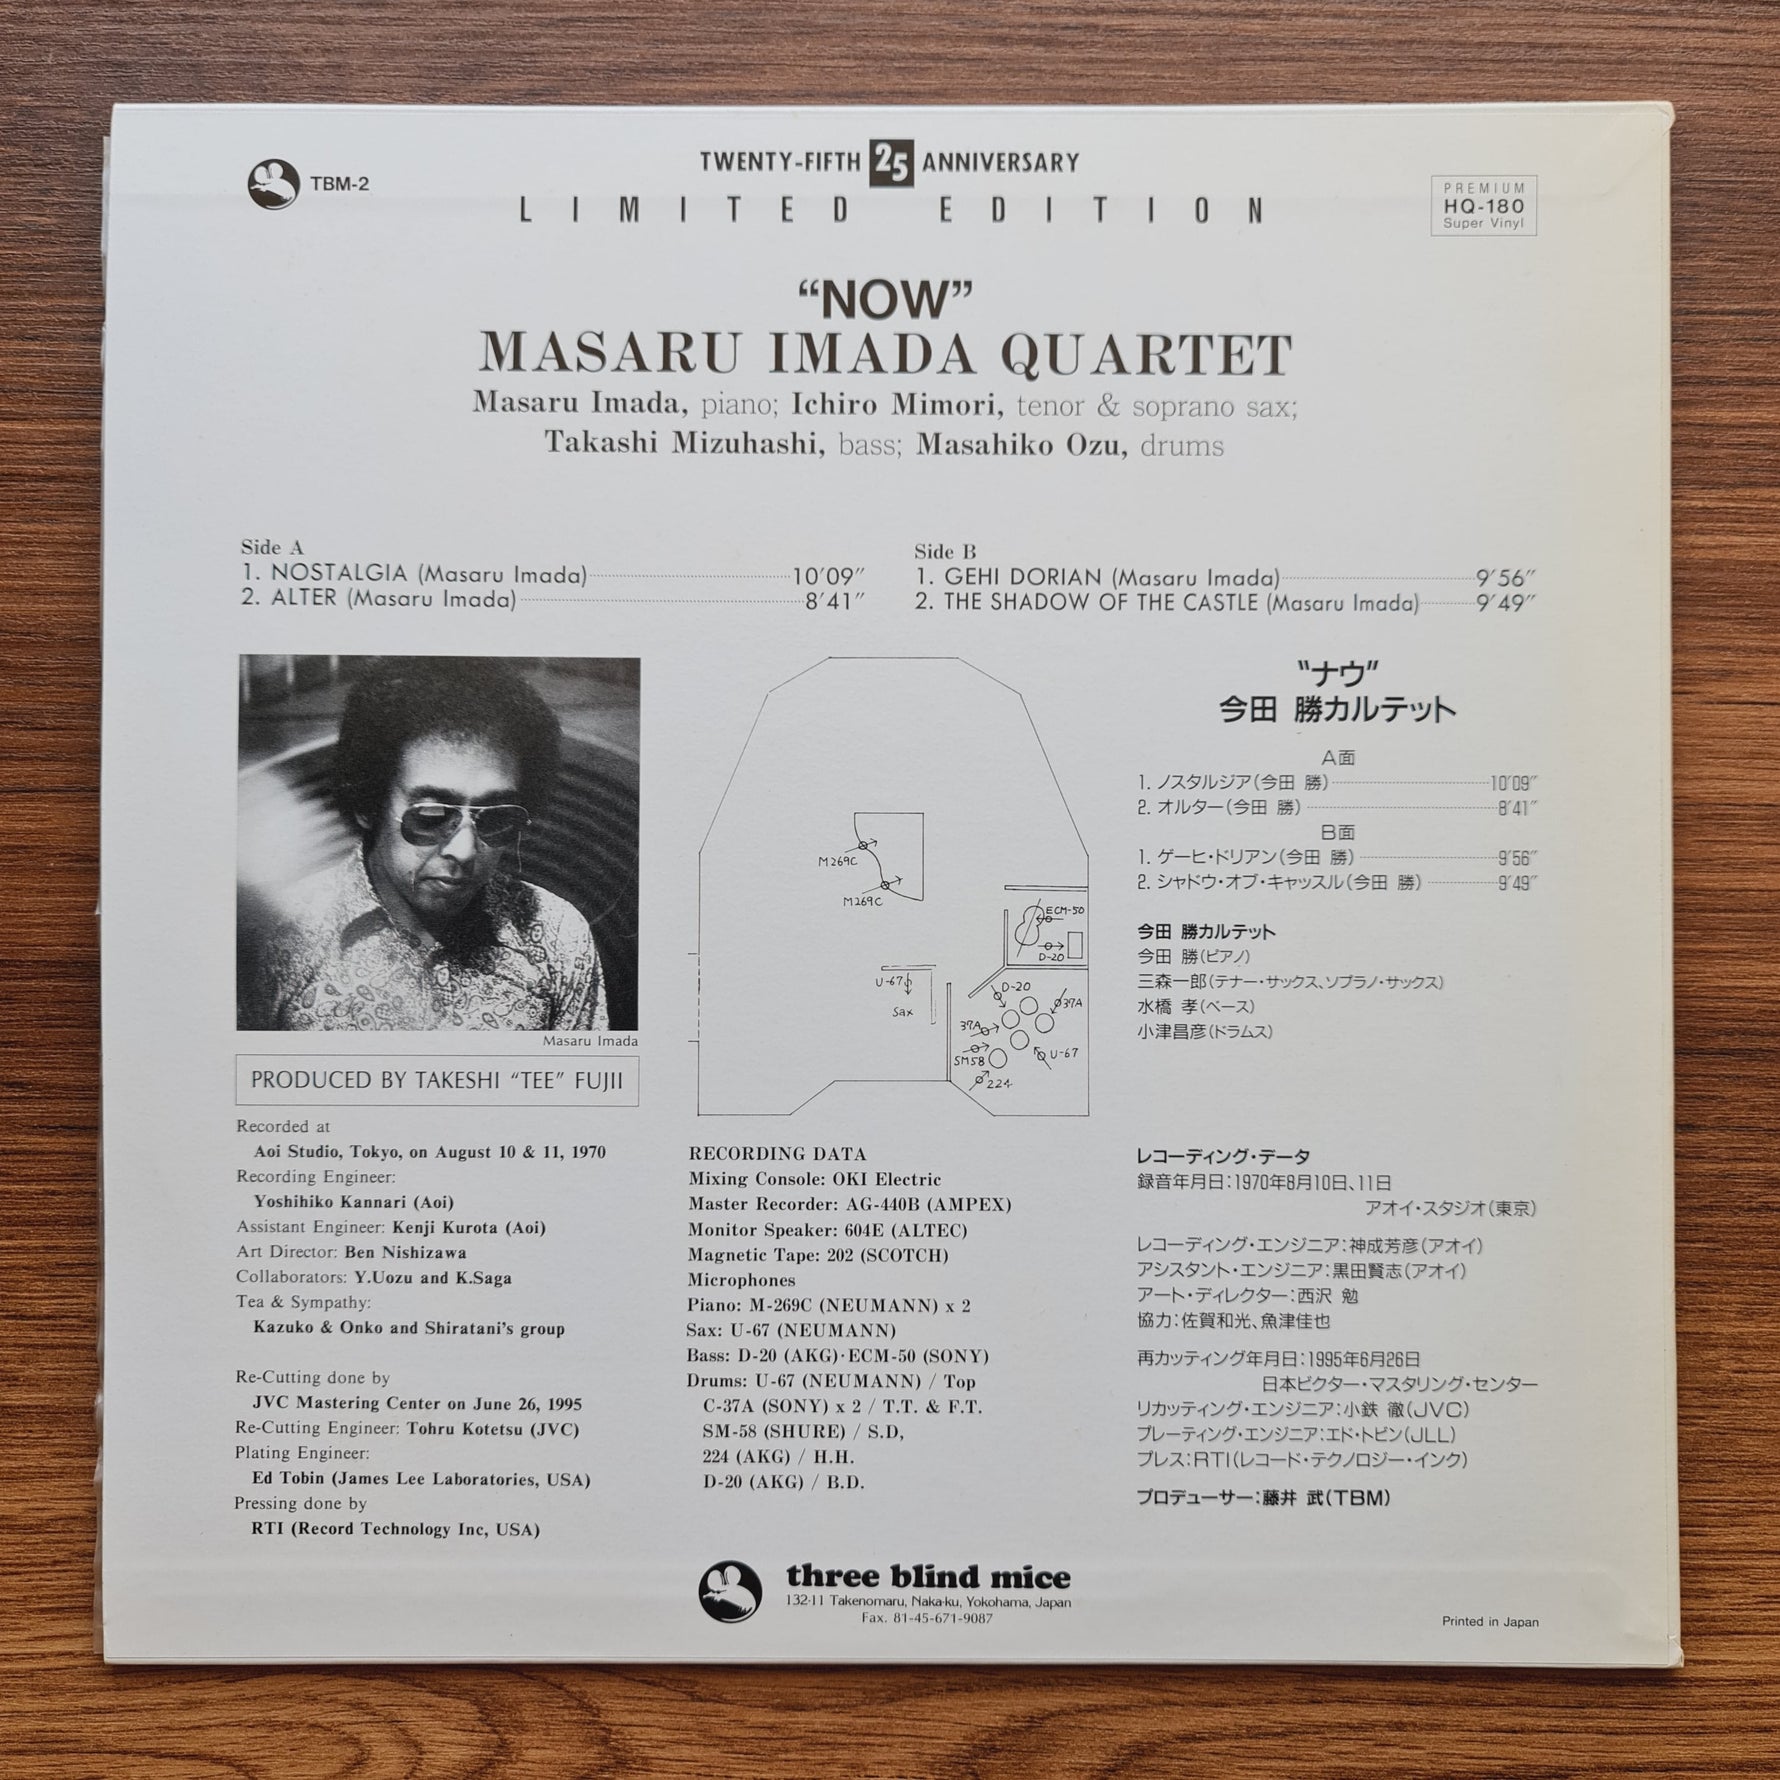 TBM-2
TWENTY-FIFTH 25 ANNIVERSARY
LIMITED EDITION
PREMIUM
HQ-180
Super Vinyl
“NOW”
MASARU IMADA QUARTET
Masaru Imada, piano; Ichiro Mimori, tenor & soprano sax;
Takashi Mizuhashi, bass; Masahiko Ozu, drums
Side A
1. NOSTALGIA (Masaru Imada) 10′09″
2. ALTER (Masaru Imada) 8′41″
Side B
1. GEHI DORIAN (Masaru Imada) 9′56″
2. THE SHADOW OF THE CASTLE (Masaru Imada) 9′49″
Masaru Imada
PRODUCED BY TAKESHI “TEE” FUJII
Recorded at
Aoi Studio, Tokyo, on August 10 & 11, 1970
Recording Engineer:
Yoshihiko Kannari (Aoi)
Assistant Engineer: Kenji Kurota (Aoi)
Art Director: Ben Nishizawa
Collaborators: Y.Uozu and K.Saga
Tea & Sympathy:
Kazuko & Onko and Shiratani's group
Re-Cutting done by
JVC Mastering Center on June 26, 1995
Re-Cutting Engineer: Tohru Kotetsu (JVC)
Plating Engineer:
Ed Tobin (James Lee Laboratories, USA)
Pressing done by
RTI (Record Technology Inc, USA)
M269C
M269C
ECM-50
D-20
U-67
Sax
D-20
37A
37A
SM58
U-67
224
RECORDING DATA
Mixing Console: OKI Electric
Master Recorder: AG-440B (AMPEX)
Monitor Speaker: 604E (ALTEC)
Magnetic Tape: 202 (SCOTCH)
Microphones
Piano: M-269C (NEUMANN) x 2
Sax: U-67 (NEUMANN)
Bass: D-20 (AKG)·ECM-50 (SONY)
Drums: U-67 (NEUMANN) / Top
C-37A (SONY) x 2 / T.T. & F.T.
SM-58 (SHURE) / S.D,
224 (AKG) / H.H.
D-20 (AKG) / B.D.
“ナウ”
今田 勝カルテット
A面
1. ノスタルジア(今田 勝) 10′09″
2. オルター(今田 勝) 8′41″
B面
1. ゲーヒ・ドリアン(今田 勝) 9′56″
2. シャドウ・オブ・キャッスル(今田 勝) 9′49″
今田 勝カルテット
今田 勝(ピアノ)
三森一郎(テナー・サックス、ソプラノ・サックス)
水橋 孝(ベース)
小津昌彦(ドラムス)
レコーディング・データ
録音年月日：1970年8月10日、11日
アオイ・スタジオ(東京)
レコーディング・エンジニア：神成芳彦(アオイ)
アシスタント・エンジニア：黒田賢志(アオイ)
アート・ディレクター：西沢 勉
協力：佐賀和光、魚津佳也
再カッティング年月日：1995年6月26日
日本ビクター・マスタリング・センター
リカッティング・エンジニア：小鉄 徹(JVC)
プレーティング・エンジニア：エド・トビン(JLL)
プレス：RTI(レコード・テクノロジー・インク)
プロデューサー：藤井 武(TBM)
three blind mice
132-11 Takenomaru, Naka-ku, Yokohama, Japan
Fax. 81-45-671-9087
Printed in Japan